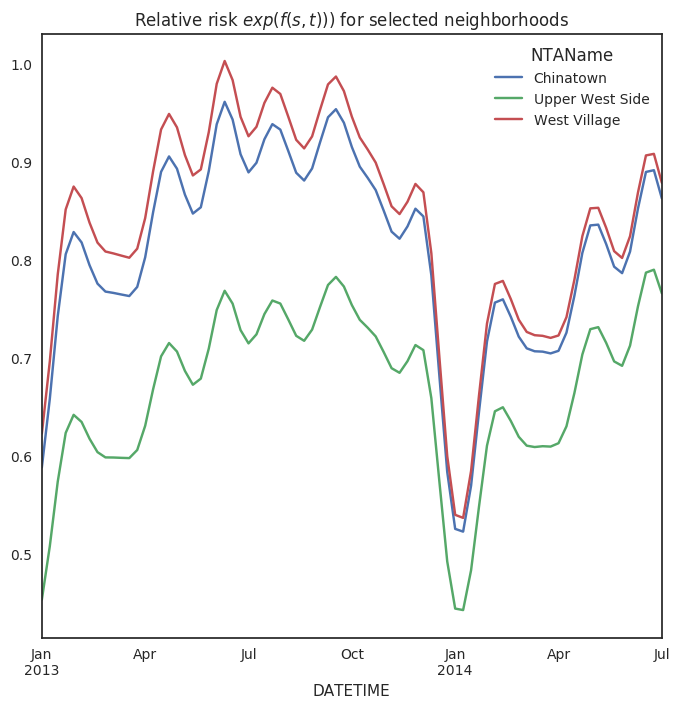 Relative risk exp(f(s, t))) for selected neighborhoods
NTAName
Chinatown
Upper West Side
West Village
1.0
0.9
0.8
0.7
0.6
0.5
Jan Apr Jul Oct Jan Apr Jul
2013 2014
DATETIME